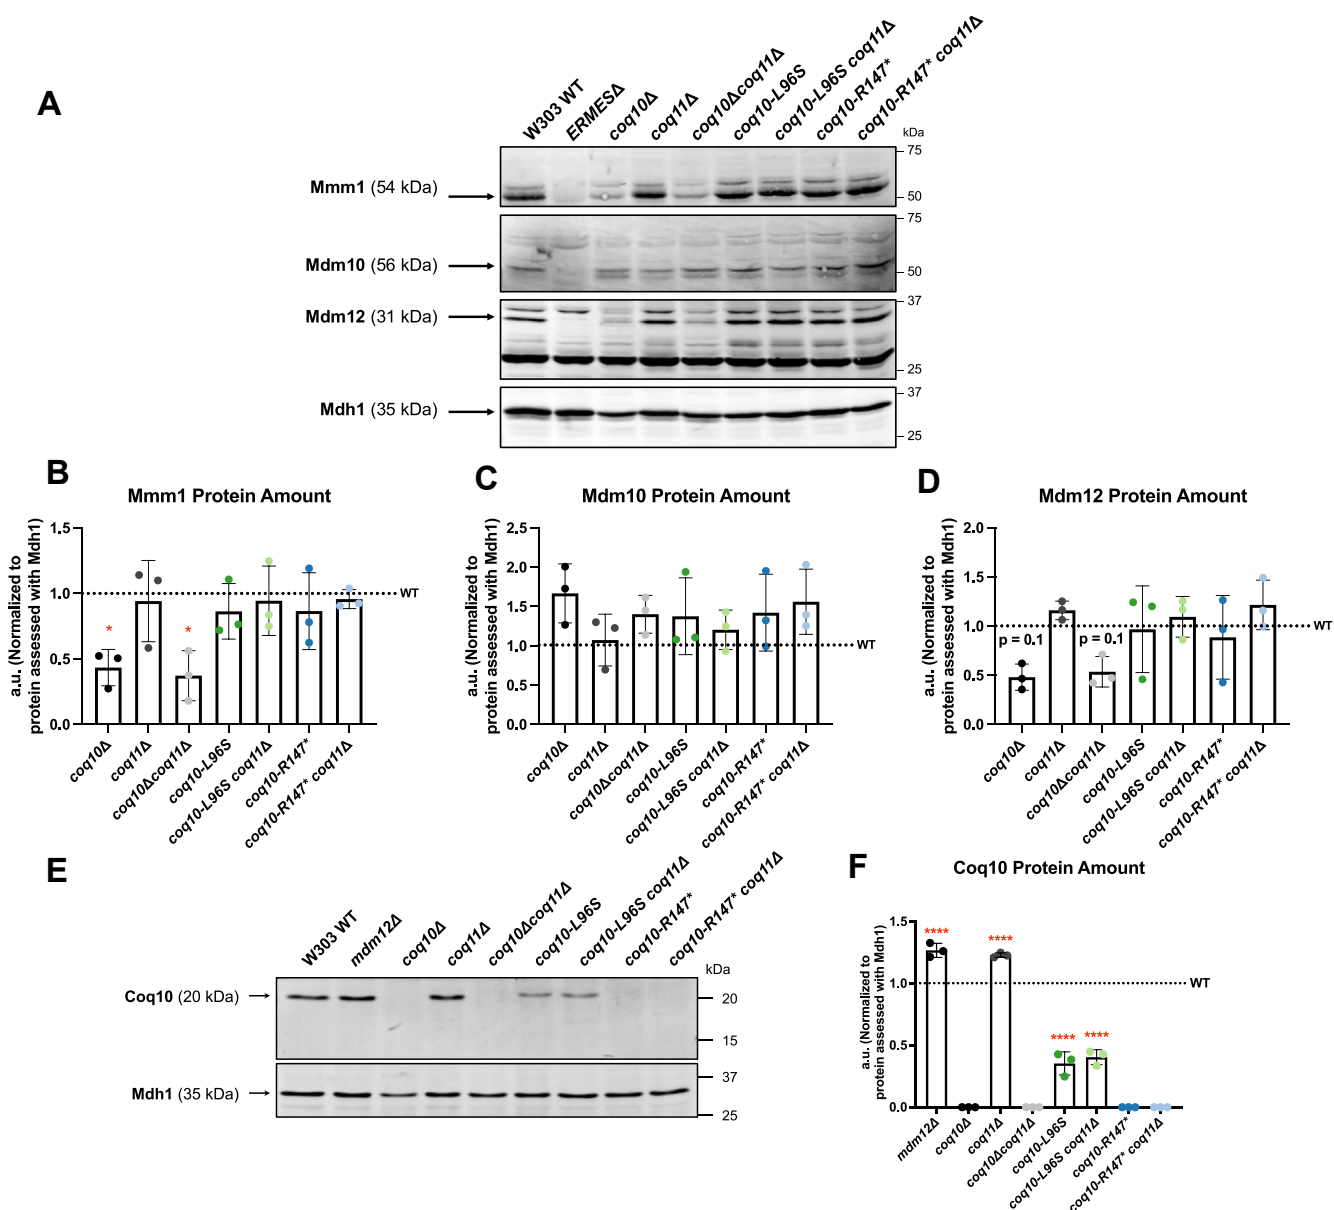 A
W303 WT
ERMESΔ
coq10Δ
coq11Δ
coq10Δcoq11Δ
coq10-L96S
coq10-L96S coq11Δ
coq10-R147*
coq10-R147* coq11Δ
kDa
75
Mmm1 (54 kDa)
50
75
Mdm10 (56 kDa)
50
37
Mdm12 (31 kDa)
25
37
Mdh1 (35 kDa)
25
B
Mmm1 Protein Amount
a.u. (Normalized to
protein assessed with Mdh1)
1.5
1.0
0.5
0.0
WT
*
*
coq10Δ
coq11Δ
coq10Δcoq11Δ
coq10-L96S
coq10-L96S coq11Δ
coq10-R147*
coq10-R147* coq11Δ
C
Mdm10 Protein Amount
a.u. (Normalized to
protein assessed with Mdh1)
2.5
2.0
1.5
1.0
0.5
0.0
WT
coq10Δ
coq11Δ
coq10Δcoq11Δ
coq10-L96S
coq10-L96S coq11Δ
coq10-R147*
coq10-R147* coq11Δ
D
Mdm12 Protein Amount
a.u. (Normalized to
protein assessed with Mdh1)
2.0
1.5
1.0
0.5
0.0
WT
p = 0.1
p = 0.1
coq10Δ
coq11Δ
coq10Δcoq11Δ
coq10-L96S
coq10-L96S coq11Δ
coq10-R147*
coq10-R147* coq11Δ
E
W303 WT
mdm12Δ
coq10Δ
coq11Δ
coq10Δcoq11Δ
coq10-L96S
coq10-L96S coq11Δ
coq10-R147*
coq10-R147* coq11Δ
kDa
Coq10 (20 kDa)
20
15
37
Mdh1 (35 kDa)
25
F
Coq10 Protein Amount
a.u. (Normalized to
protein assessed with Mdh1)
1.5
1.0
0.5
0.0
WT
****
****
****
****
mdm12Δ
coq10Δ
coq11Δ
coq10Δcoq11Δ
coq10-L96S
coq10-L96S coq11Δ
coq10-R147*
coq10-R147* coq11Δ